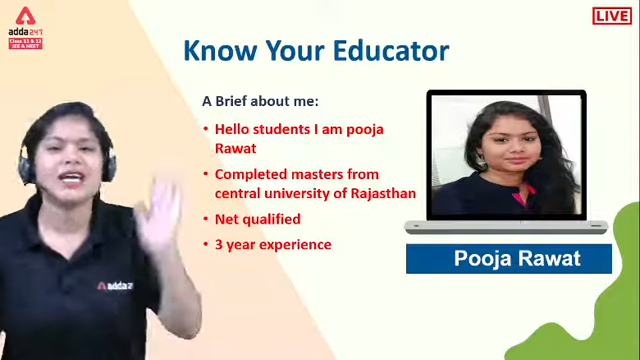 adda247
Class 11 & 12
JEE & NEET
LIVE
Know Your Educator
A Brief about me:
• Hello students I am pooja
Rawat
• Completed masters from
central university of Rajasthan
• Net qualified
• 3 year experience
Pooja Rawat
adda2